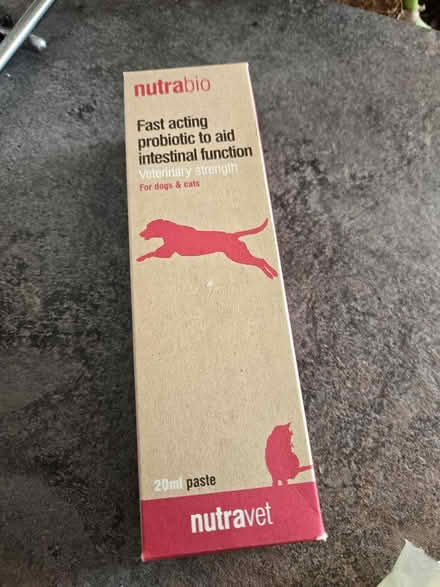 nutrabio
Fast acting
probiotic to aid
intestinal function
Veterinary strength
For dogs & cats
20ml paste
nutravet